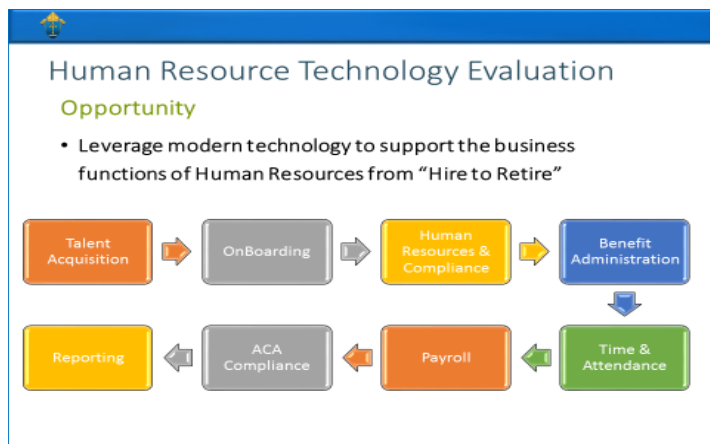 Human Resource Technology Evaluation
Opportunity
• Leverage modern technology to support the business
functions of Human Resources from “Hire to Retire”
Talent
Acquisition
OnBoarding
Human
Resources &
Compliance
Benefit
Administration
Time &
Attendance
Payroll
ACA
Compliance
Reporting